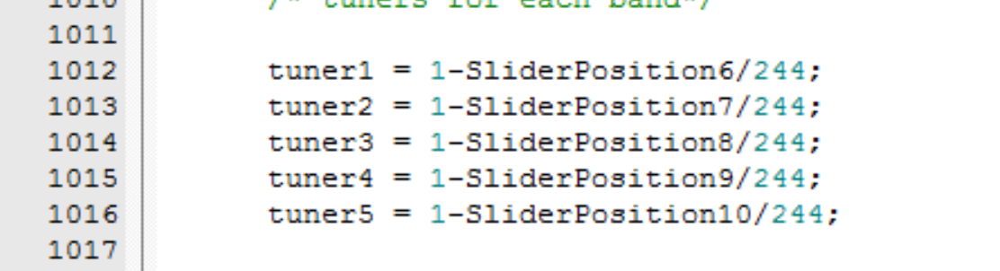 1010 /* tuners for each band*/
1011
1012 tuner1 = 1-SliderPosition6/244;
1013 tuner2 = 1-SliderPosition7/244;
1014 tuner3 = 1-SliderPosition8/244;
1015 tuner4 = 1-SliderPosition9/244;
1016 tuner5 = 1-SliderPosition10/244;
1017